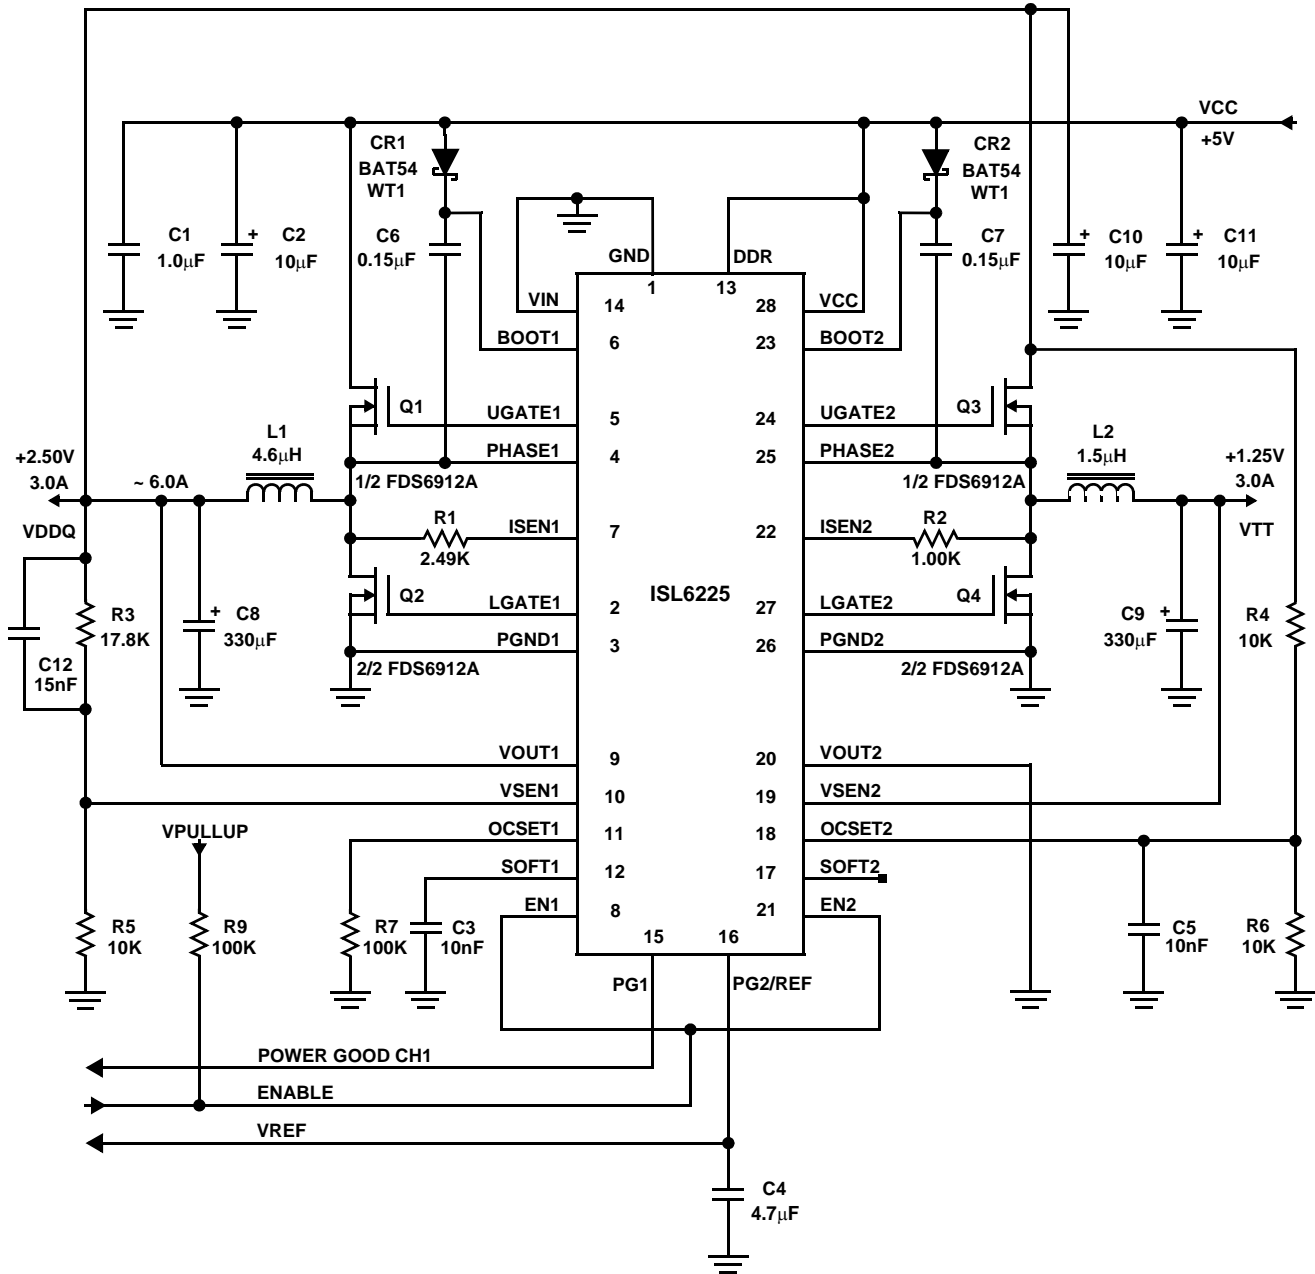 VCC
+5V
CR1
BAT54
WT1
CR2
BAT54
WT1
C1
1.0μF
+
C2
10μF
C6
0.15μF
C7
0.15μF
+
C10
10μF
+
C11
10μF
GND
1
DDR
13
VIN
14
28
VCC
BOOT1
6
23
BOOT2
Q1
UGATE1
5
24
UGATE2
Q3
PHASE1
4
25
PHASE2
1/2 FDS6912A
1/2 FDS6912A
L1
4.6μH
L2
1.5μH
+2.50V
3.0A
~ 6.0A
VDDQ
+1.25V
3.0A
VTT
R1
2.49K
ISEN1
7
22
ISEN2
R2
1.00K
ISL6225
Q2
LGATE1
2
27
LGATE2
Q4
PGND1
3
26
PGND2
2/2 FDS6912A
2/2 FDS6912A
R3
17.8K
C12
15nF
+
C8
330μF
C9
330μF
+
R4
10K
VOUT1
9
20
VOUT2
VSEN1
10
19
VSEN2
VPULLUP
OCSET1
11
18
OCSET2
SOFT1
12
17
SOFT2
EN1
8
21
EN2
R5
10K
R9
100K
R7
100K
C3
10nF
15
16
C5
10nF
R6
10K
PG1
PG2/REF
POWER GOOD CH1
ENABLE
VREF
C4
4.7μF